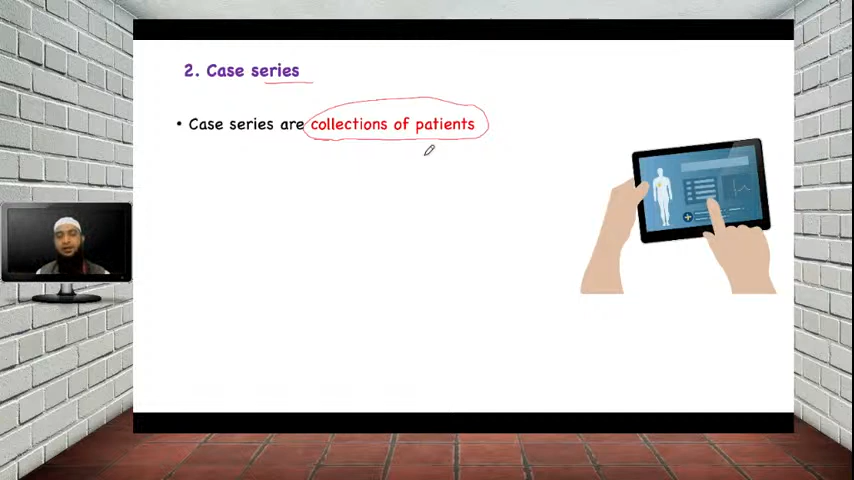 2. Case series
• Case series are collections of patients